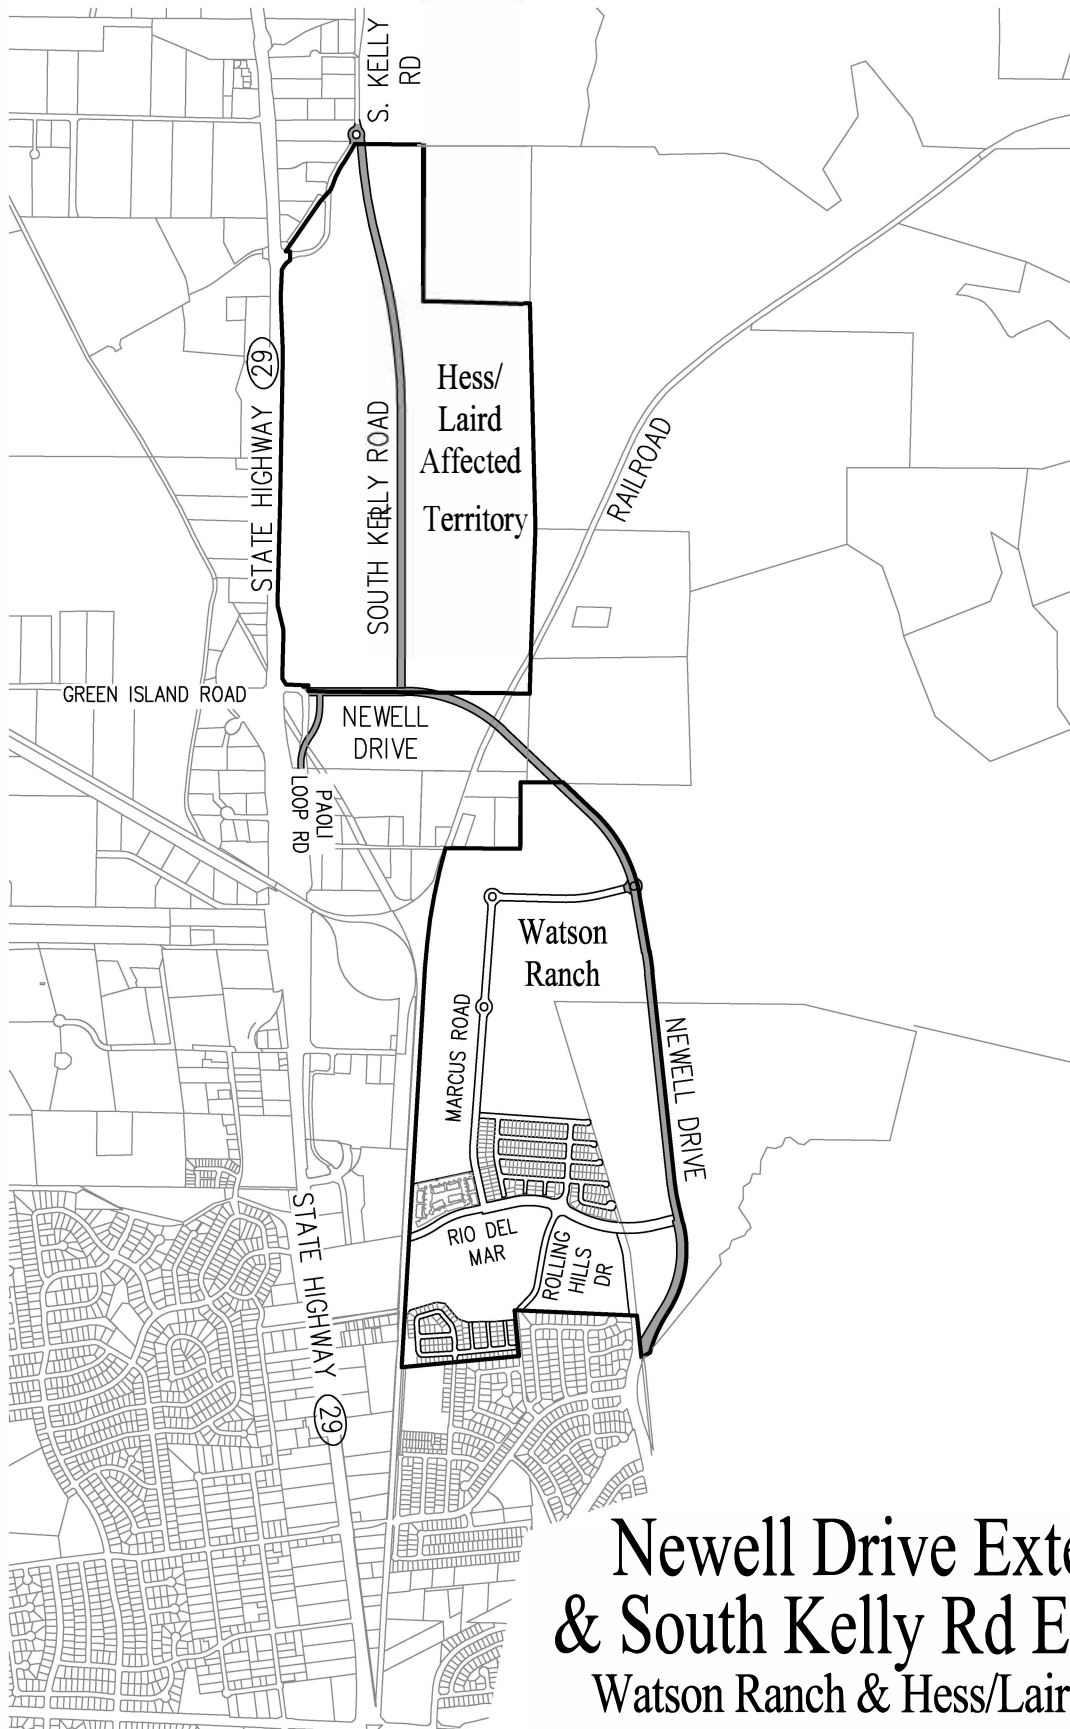 S. KELLY
RD
29
STATE HIGHWAY
SOUTH KELLY ROAD
Hess/
Laird
Affected
Territory
RAILROAD
GREEN ISLAND ROAD
NEWELL
DRIVE
PAOLI
LOOP RD
Watson
Ranch
MARCUS ROAD
NEWELL DRIVE
RIO DEL
MAR
ROLLING
HILLS
DR
STATE HIGHWAY
29
Newell Drive Exte
& South Kelly Rd E
Watson Ranch & Hess/Lair